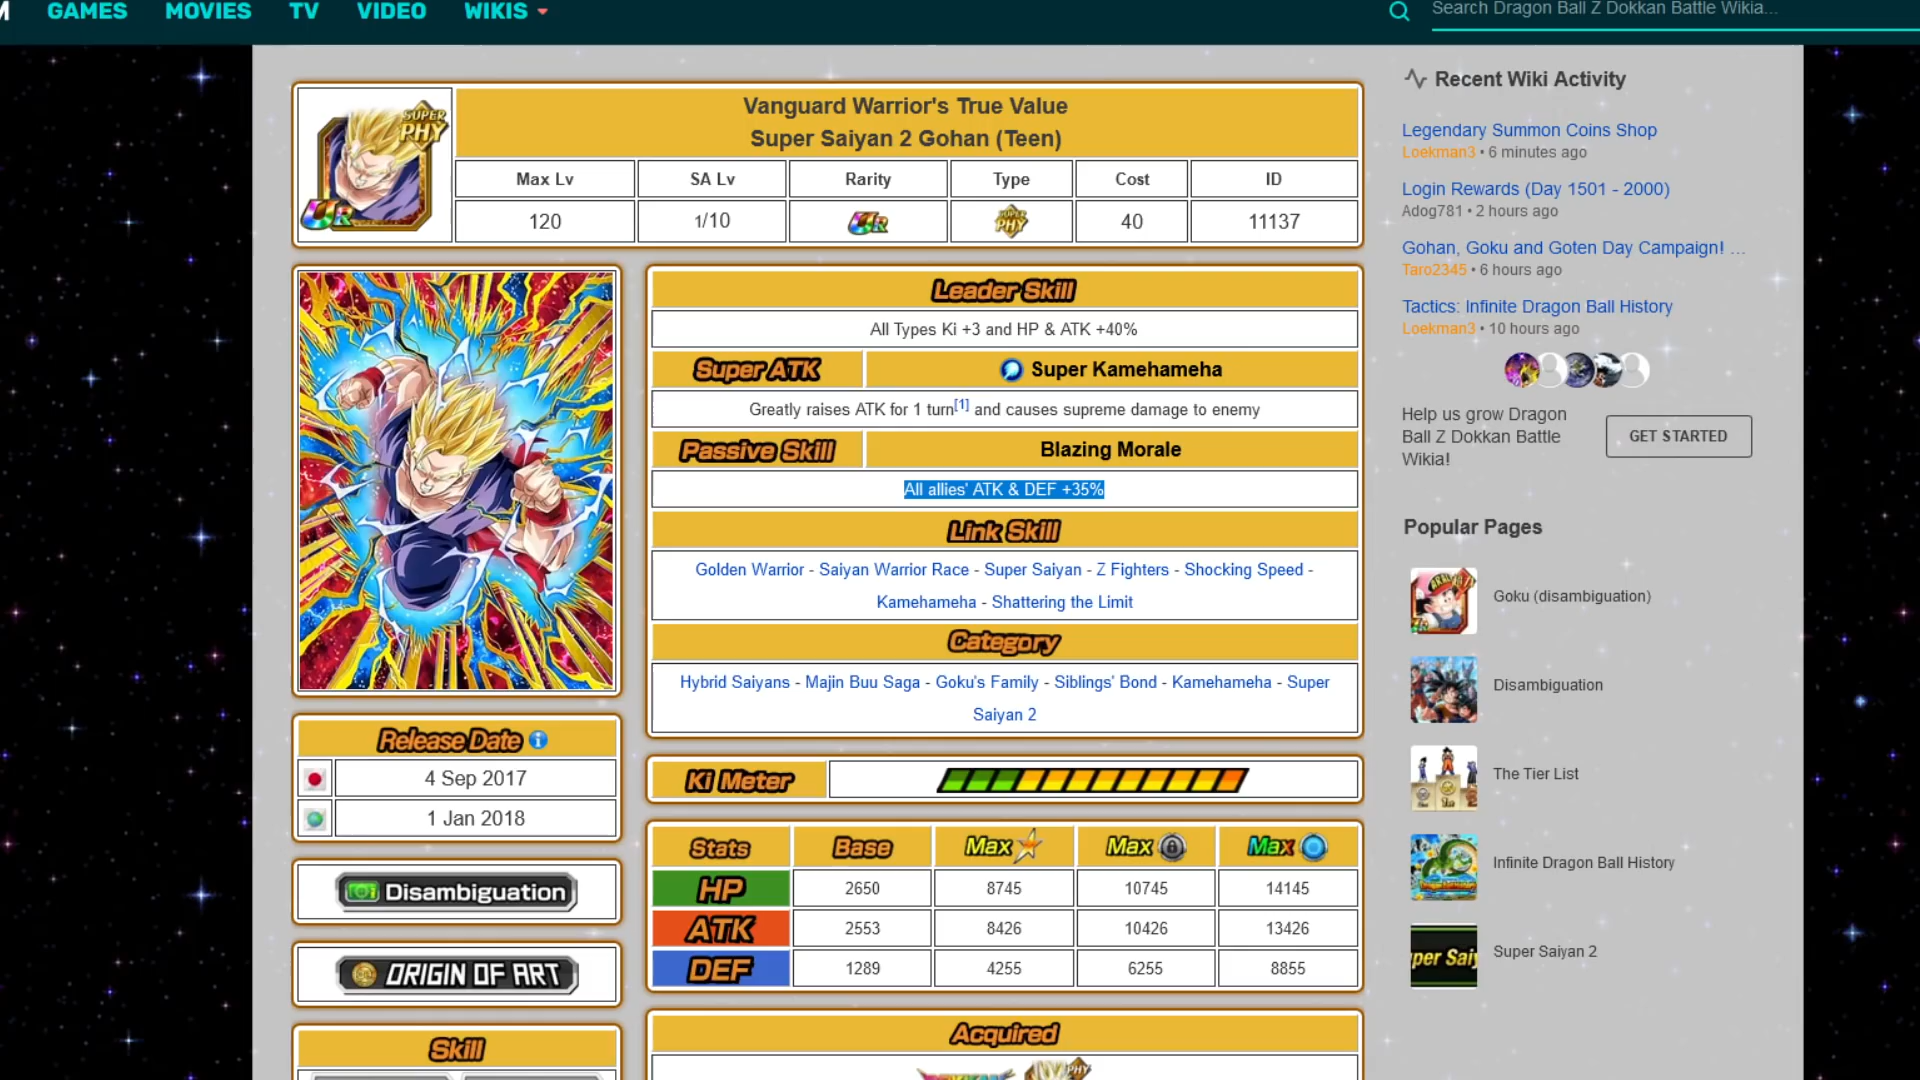 M GAMES MOVIES TV VIDEO WIKIS
Search Dragon Ball Z Dokkan Battle Wikia...
SUPER PHY
UR
Vanguard Warrior's True Value
Super Saiyan 2 Gohan (Teen)
Max Lv SA Lv Rarity Type Cost ID
120 1/10 UR SUPER PHY 40 11137
Leader Skill
All Types Ki +3 and HP & ATK +40%
Super ATK Super Kamehameha
Greatly raises ATK for 1 turn[1] and causes supreme damage to enemy
Passive Skill Blazing Morale
All allies' ATK & DEF +35%
Link Skill
Golden Warrior - Saiyan Warrior Race - Super Saiyan - Z Fighters - Shocking Speed -
Kamehameha - Shattering the Limit
Category
Hybrid Saiyans - Majin Buu Saga - Goku's Family - Siblings' Bond - Kamehameha - Super
Saiyan 2
Release Date
4 Sep 2017
1 Jan 2018
Disambiguation
ORIGIN OF ART
Skill
Ki Meter
Stats Base Max Max Max
HP 2650 8745 10745 14145
ATK 2553 8426 10426 13426
DEF 1289 4255 6255 8855
Acquired
PHY
Recent Wiki Activity
Legendary Summon Coins Shop
Loekman3 • 6 minutes ago
Login Rewards (Day 1501 - 2000)
Adog781 • 2 hours ago
Gohan, Goku and Goten Day Campaign! ...
Taro2345 • 6 hours ago
Tactics: Infinite Dragon Ball History
Loekman3 • 10 hours ago
Help us grow Dragon
Ball Z Dokkan Battle
Wikia!
GET STARTED
Popular Pages
Goku (disambiguation)
Disambiguation
The Tier List
Infinite Dragon Ball History
per Saiy
Super Saiyan 2